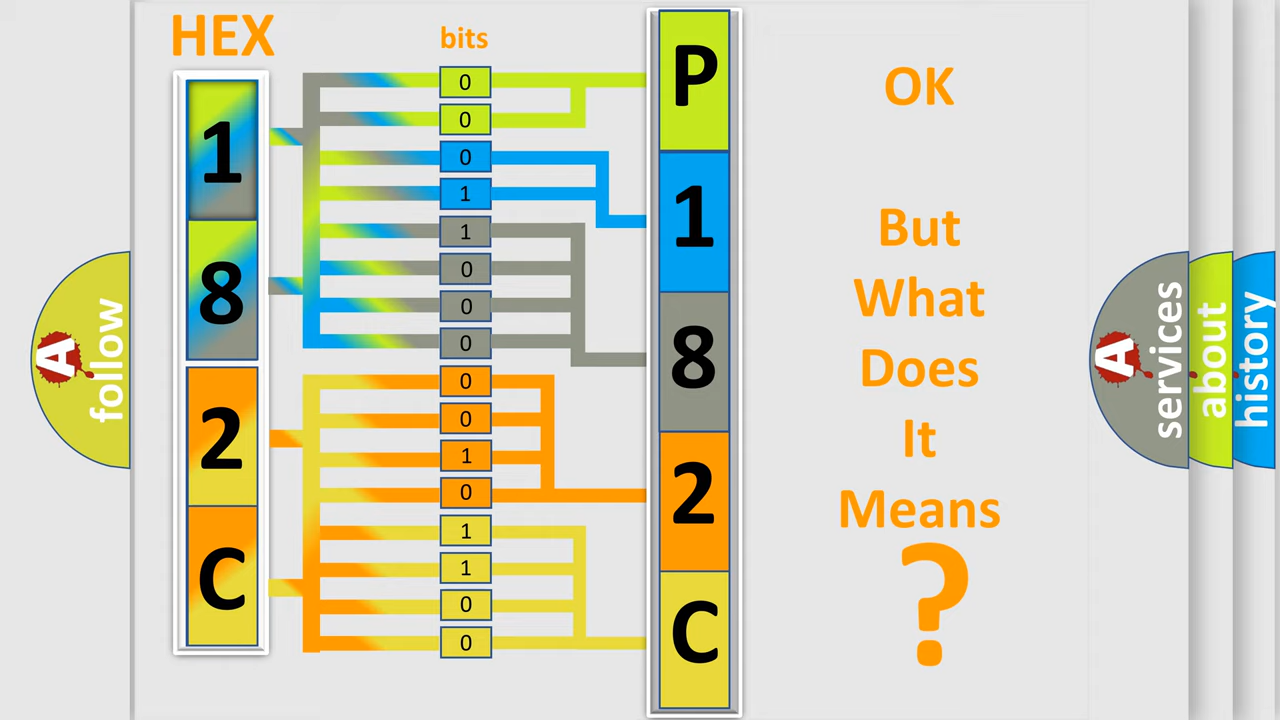 HEX
bits
1
8
2
C
0
0
0
1
1
0
0
0
0
0
1
0
1
1
0
0
P
1
8
2
C
OK
But
What
Does
It
Means
?
A
follow
A
services
about
history